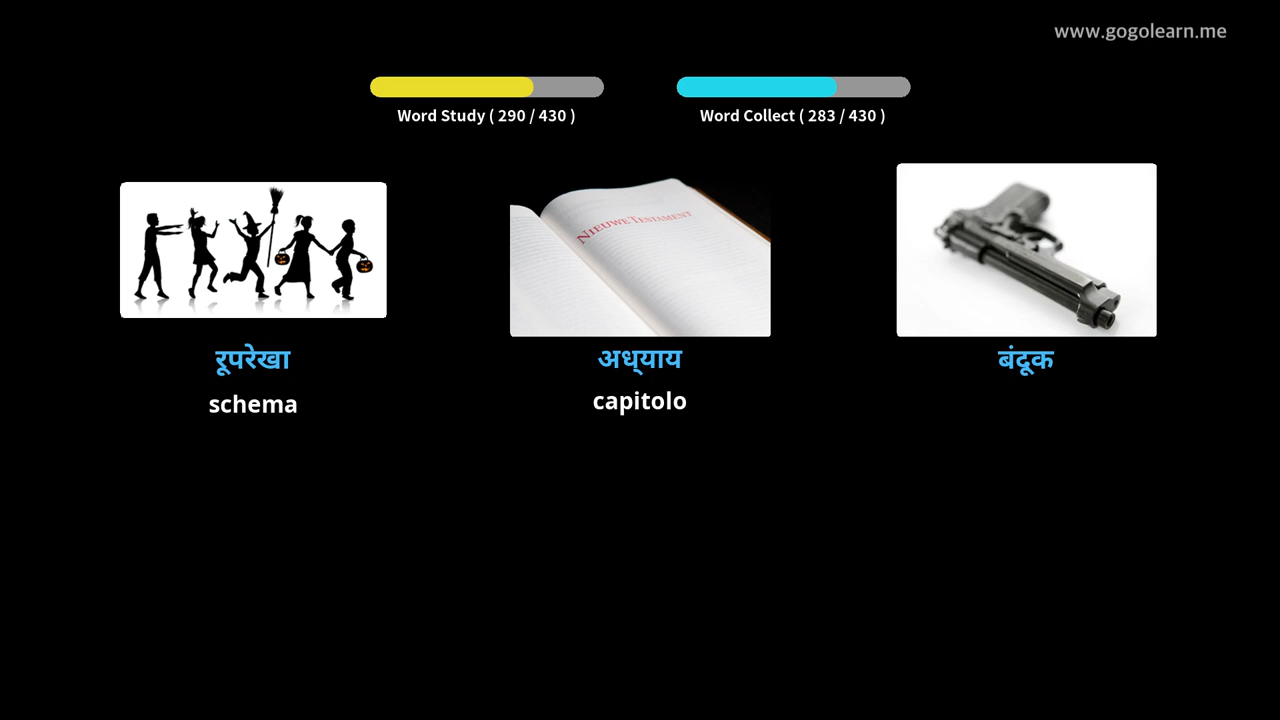 www.gogolearn.me
Word Study ( 290 / 430 )
Word Collect ( 283 / 430 )
NIEUWE TESTAMENT
रूपरेखा
अध्याय
बंदूक
schema
capitolo